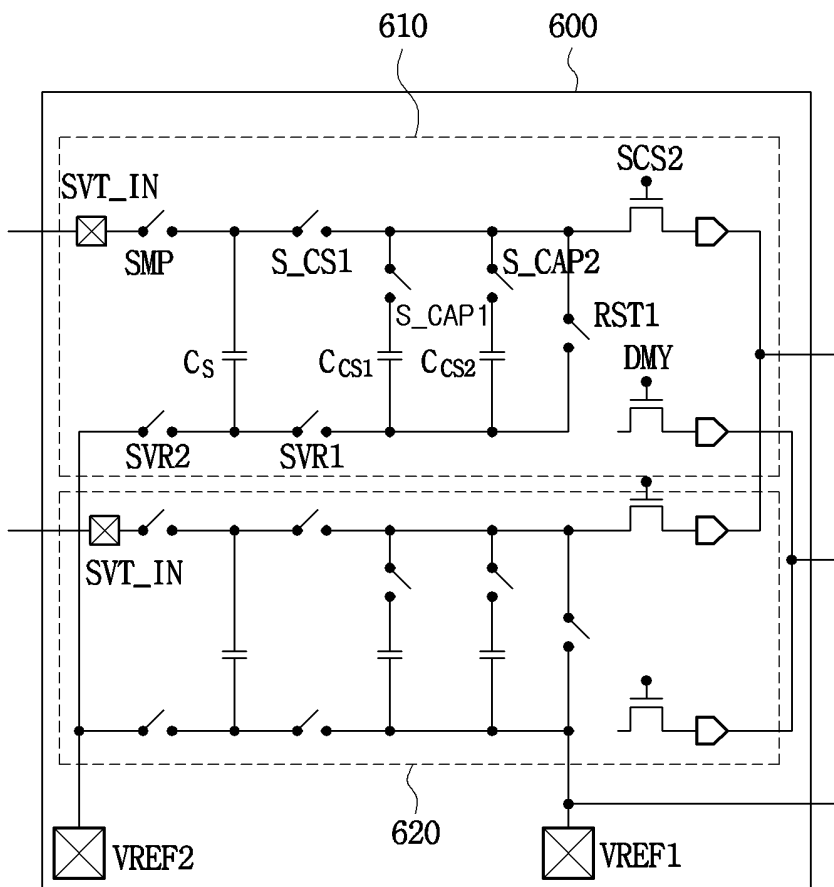 610
600
SVT_IN
SCS2
SMP
S_CS1
S_CAP2
S_CAP1
RST1
CS
CCS1
CCS2
DMY
SVR2
SVR1
SVT_IN
VREF2
620
VREF1